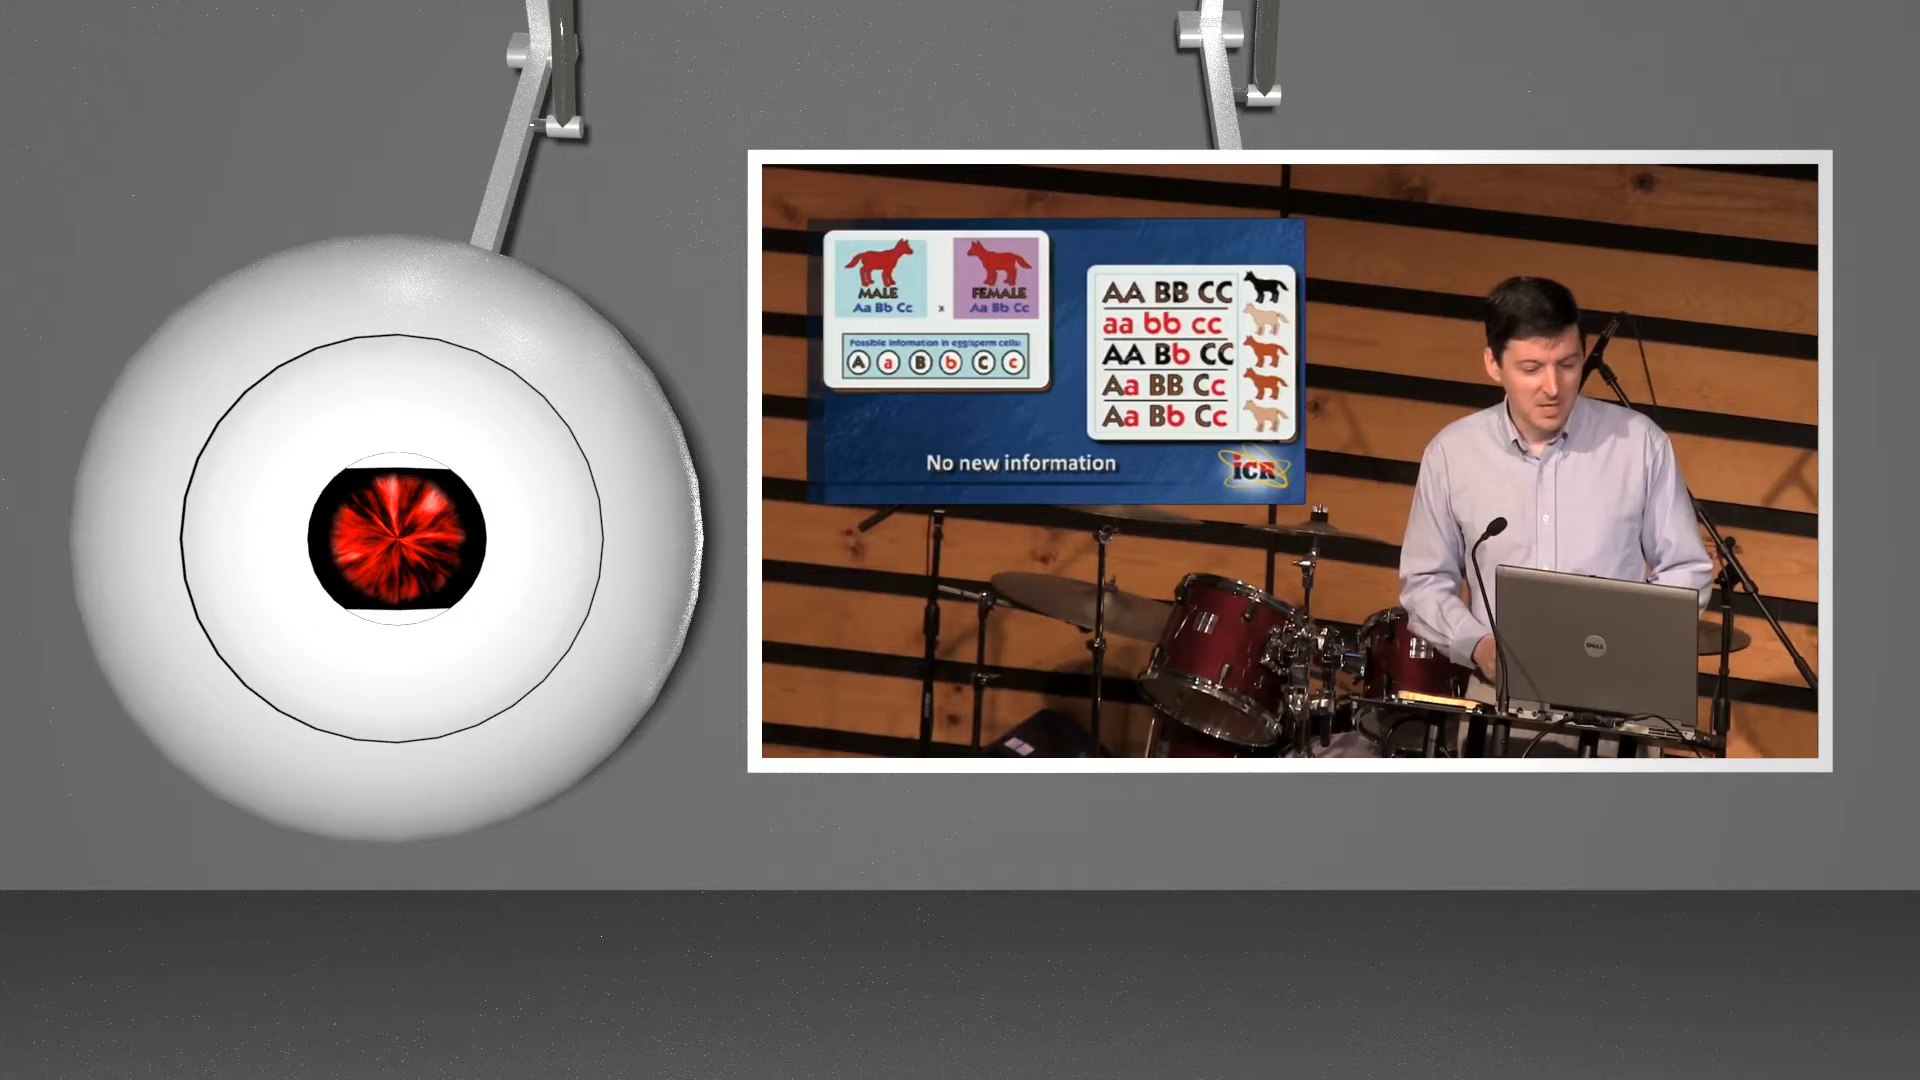 MALE
FEMALE
Aa Bb Cc x Aa Bb Cc
Possible information in egg/sperm cells:
A a B b C c
AA BB CC
aa bb cc
AA Bb CC
Aa BB Cc
Aa Bb Cc
No new information
iCR
DELL